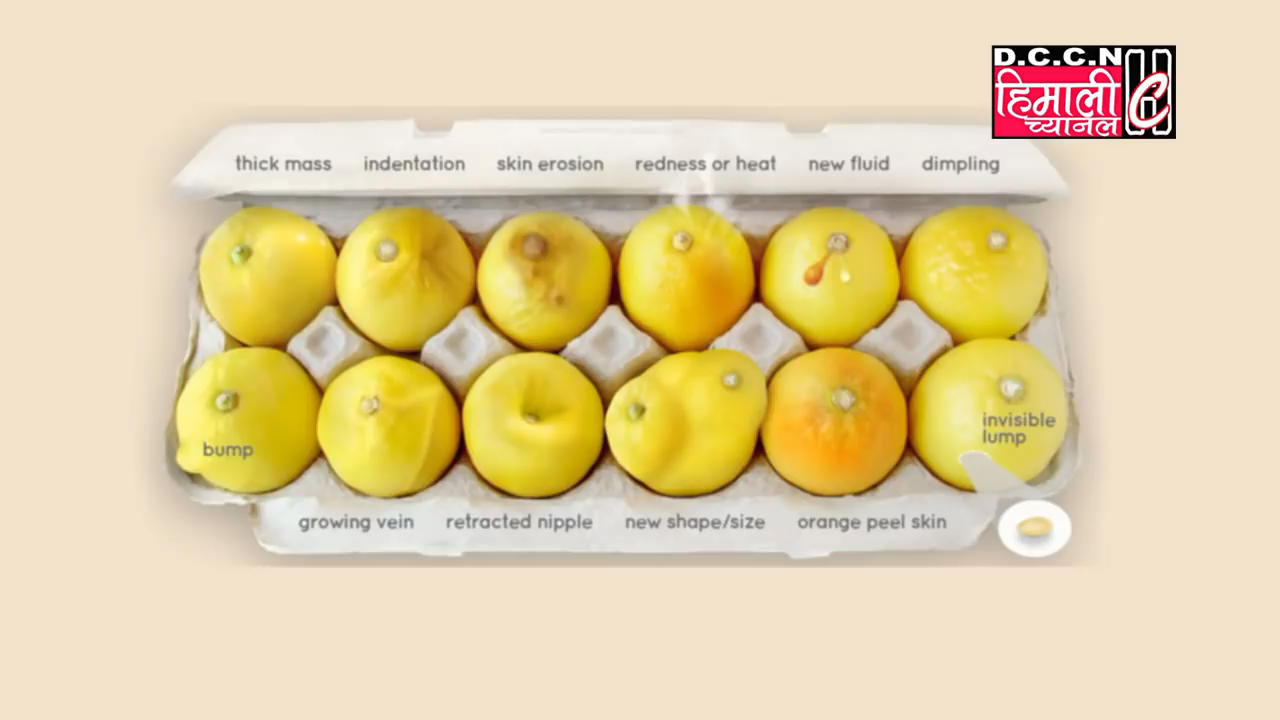 D.C.C.N
हिमाली
च्यानल
HC
thick mass indentation skin erosion redness or heat new fluid dimpling
bump
invisible
lump
growing vein retracted nipple new shape/size orange peel skin